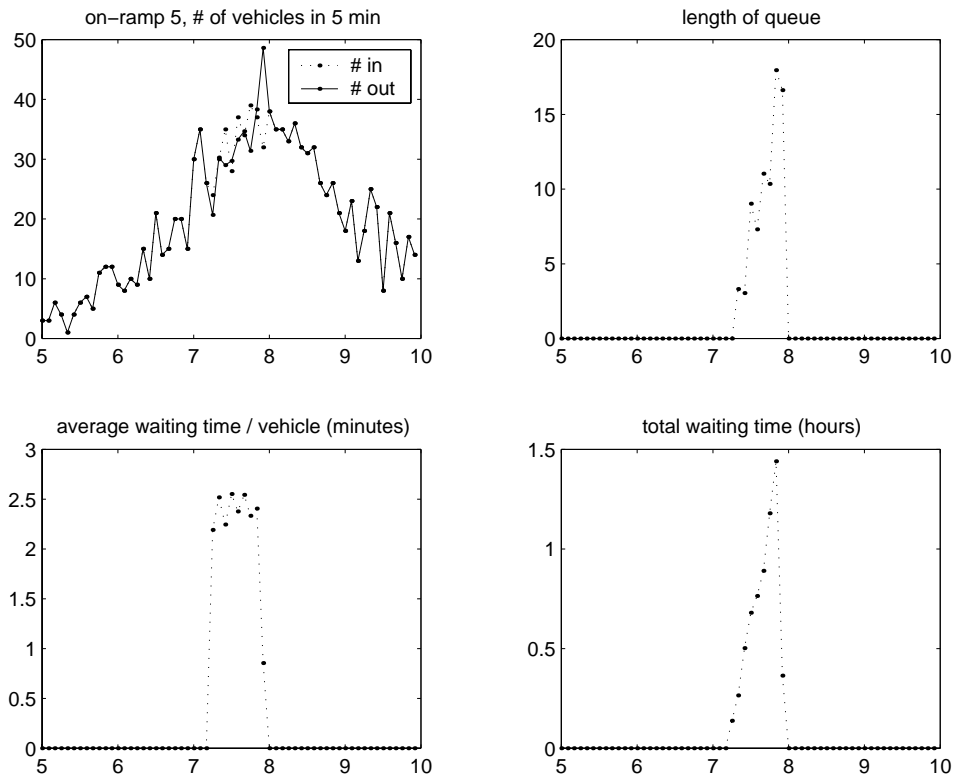 on-ramp 5, # of vehicles in 5 min
50
40
30
20
10
0
5 6 7 8 9 10
# in
# out
length of queue
20
15
10
5
0
5 6 7 8 9 10
average waiting time / vehicle (minutes)
3
2.5
2
1.5
1
0.5
0
5 6 7 8 9 10
total waiting time (hours)
1.5
1
0.5
0
5 6 7 8 9 10